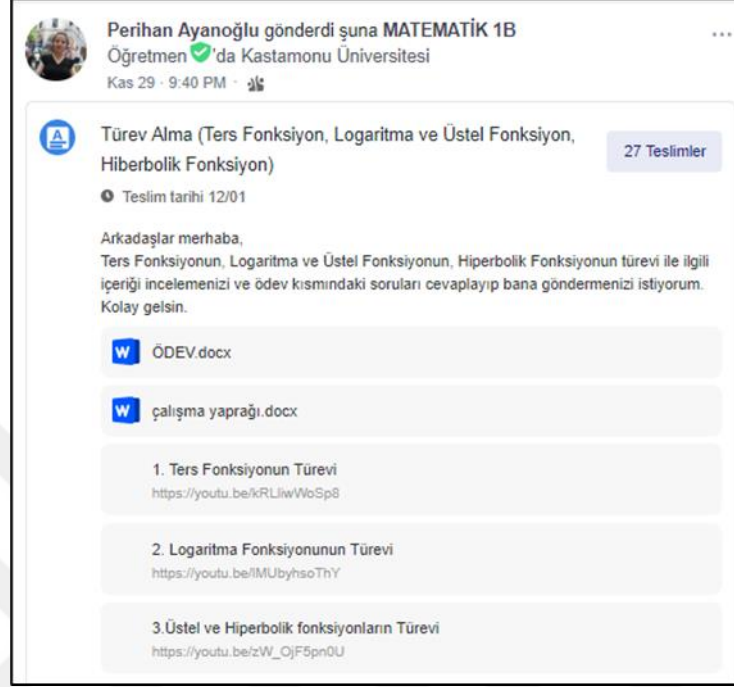 Perihan Ayanoğlu gönderdi şuna MATEMATİK 1B
Öğretmen 'da Kastamonu Üniversitesi
Kas 29 · 9:40 PM ·
Türev Alma (Ters Fonksiyon, Logaritma ve Üstel Fonksiyon,
Hiberbolik Fonksiyon)
27 Teslimler
Teslim tarihi 12/01
Arkadaşlar merhaba,
Ters Fonksiyonun, Logaritma ve Üstel Fonksiyonun, Hiperbolik Fonksiyonun türevi ile ilgili
içeriği incelemenizi ve ödev kısmındaki soruları cevaplayıp bana göndermenizi istiyorum.
Kolay gelsin.
W ÖDEV.docx
W çalışma yaprağı.docx
1. Ters Fonksiyonun Türevi
https://youtu.be/kRLliwWoSp8
2. Logaritma Fonksiyonunun Türevi
https://youtu.be/lMUbyhsoThY
3.Üstel ve Hiperbolik fonksiyonların Türevi
https://youtu.be/zW_OjF5pn0U